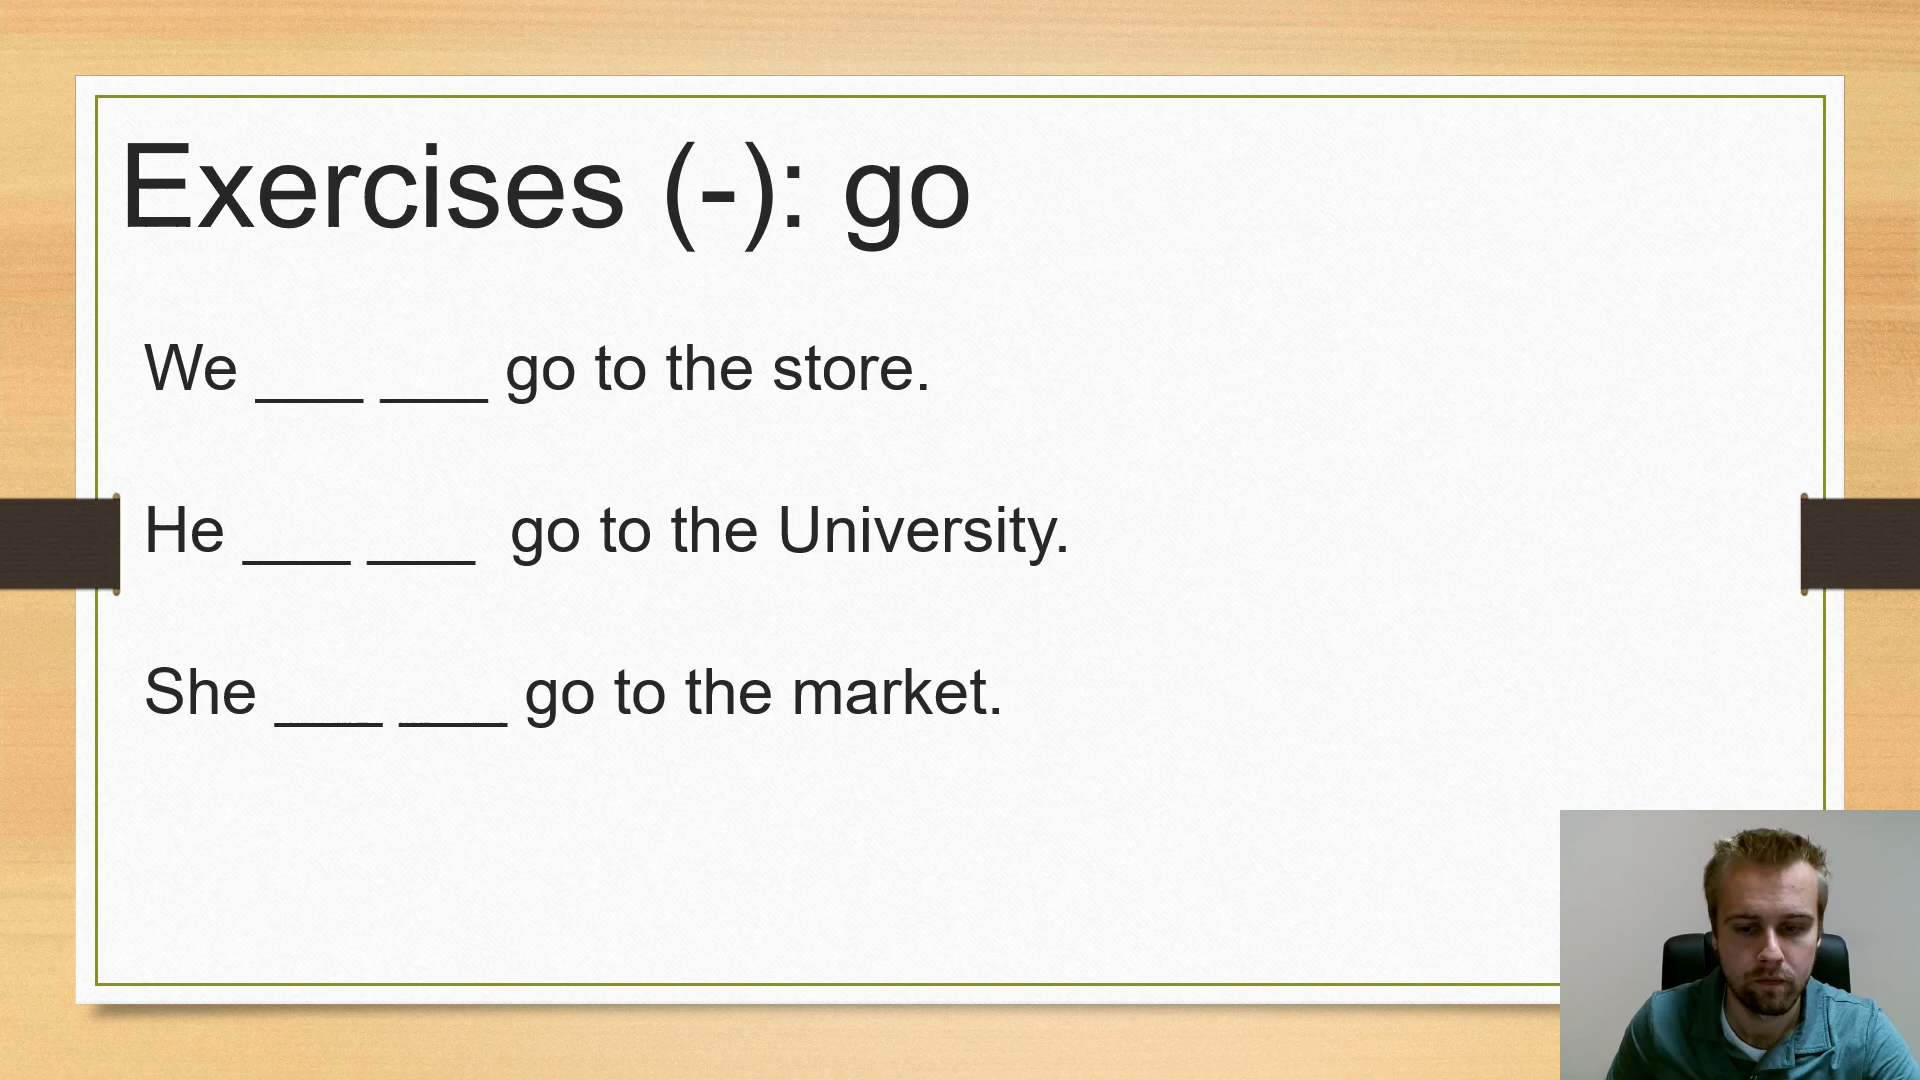 Exercises (-): go
We ___ ___ go to the store.
He ___ ___ go to the University.
She ___ ___ go to the market.